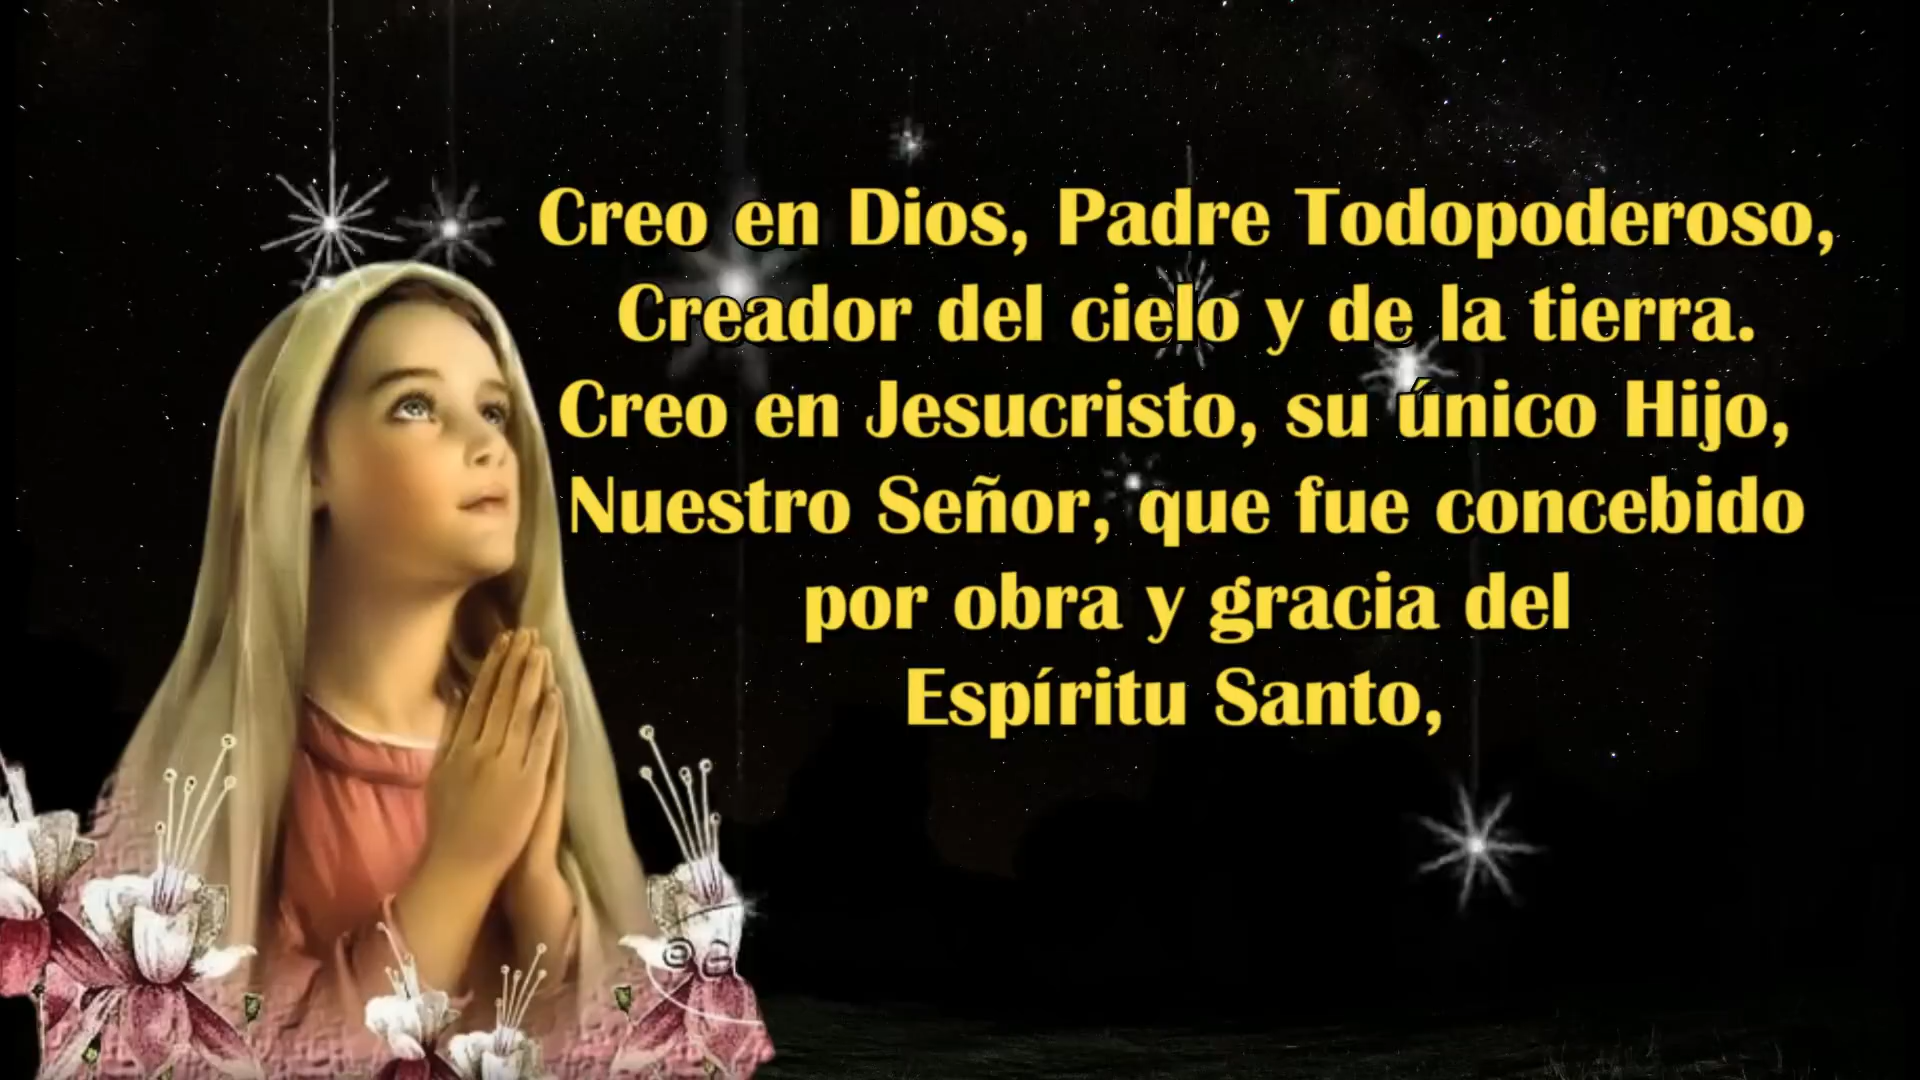 Creo en Dios, Padre Todopoderoso,
Creador del cielo y de la tierra.
Creo en Jesucristo, su único Hijo,
Nuestro Señor, que fue concebido
por obra y gracia del
Espíritu Santo,